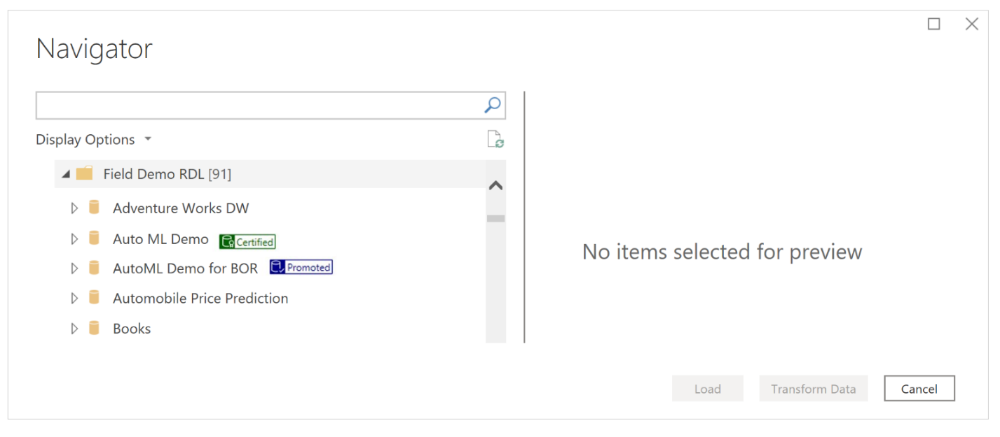 Navigator
Display Options
Field Demo RDL [91]
Adventure Works DW
Auto ML Demo Certified
AutoML Demo for BOR Promoted
Automobile Price Prediction
Books
No items selected for preview
Load Transform Data Cancel